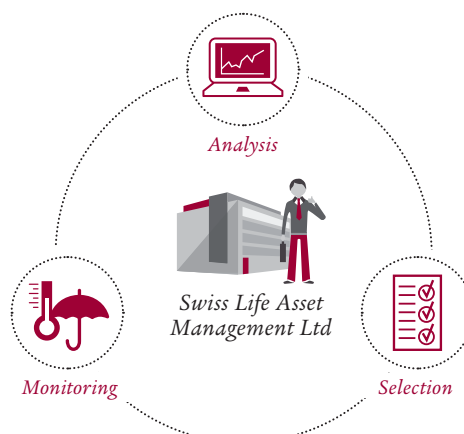 Analysis
Swiss Life Asset
Management Ltd
Monitoring
Selection